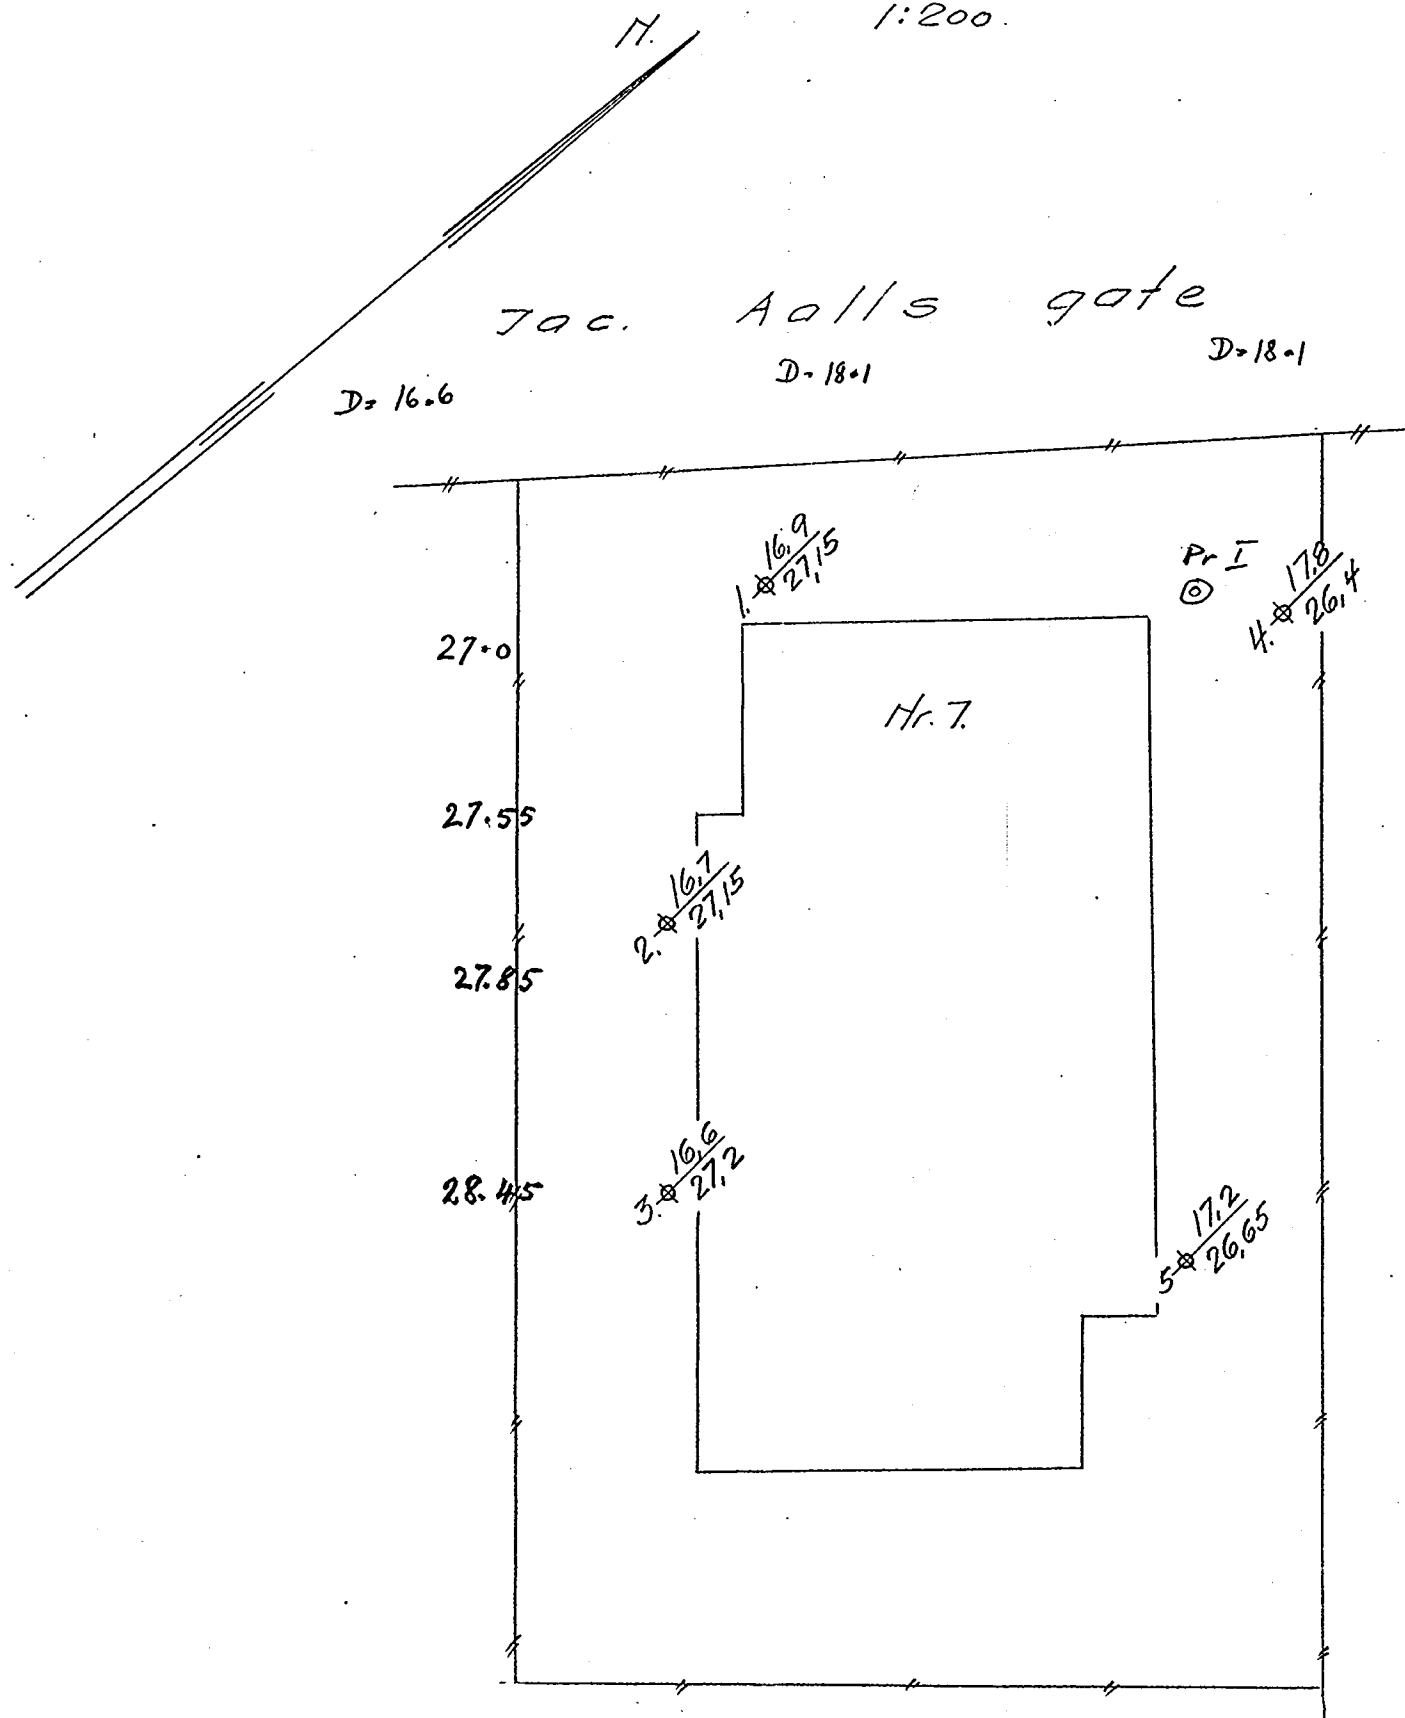 N.
1:200.
Jac. Aalls gate
D=18.1
D=18.1
D=16.6
16,9
27,15
1.
Pr I
17,8
26,4
4.
27.0
Nr. 7.
27.55
16,7
27,15
2.
27.85
16,6
27,2
3.
28.45
17,2
26,65
5